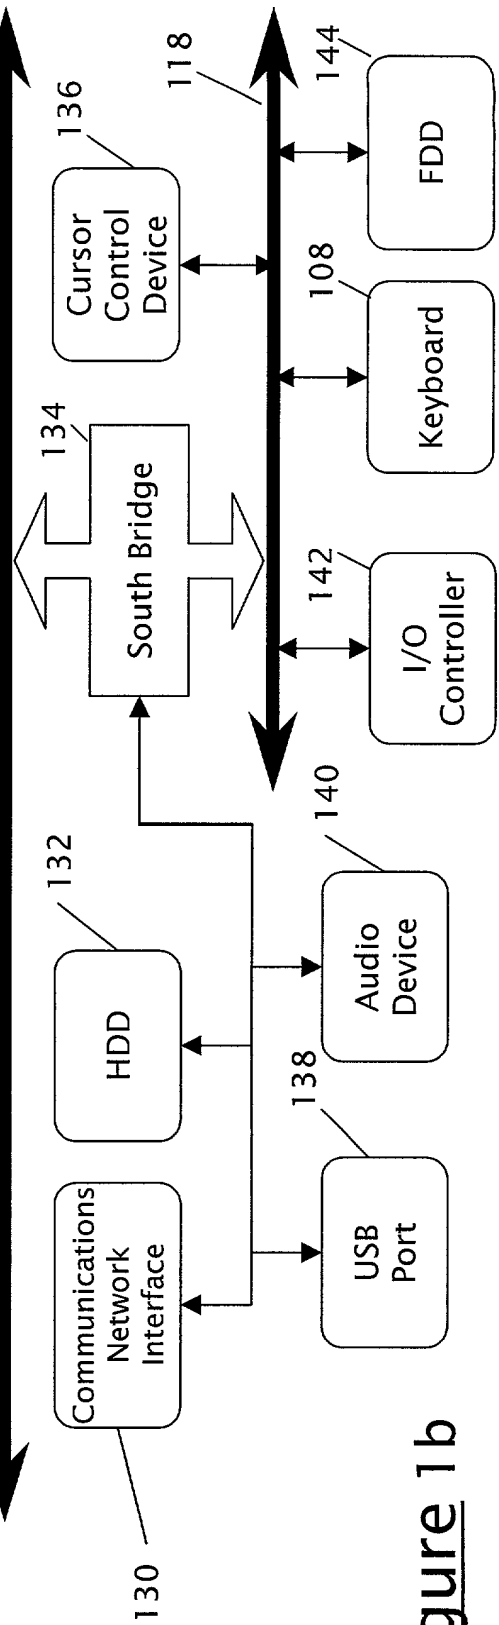 130
Communications
Network
Interface
HDD
132
South Bridge
134
Cursor
Control
Device
136
118
USB
Port
138
Audio
Device
140
I/O
Controller
142
Keyboard
108
FDD
144
gure 1b